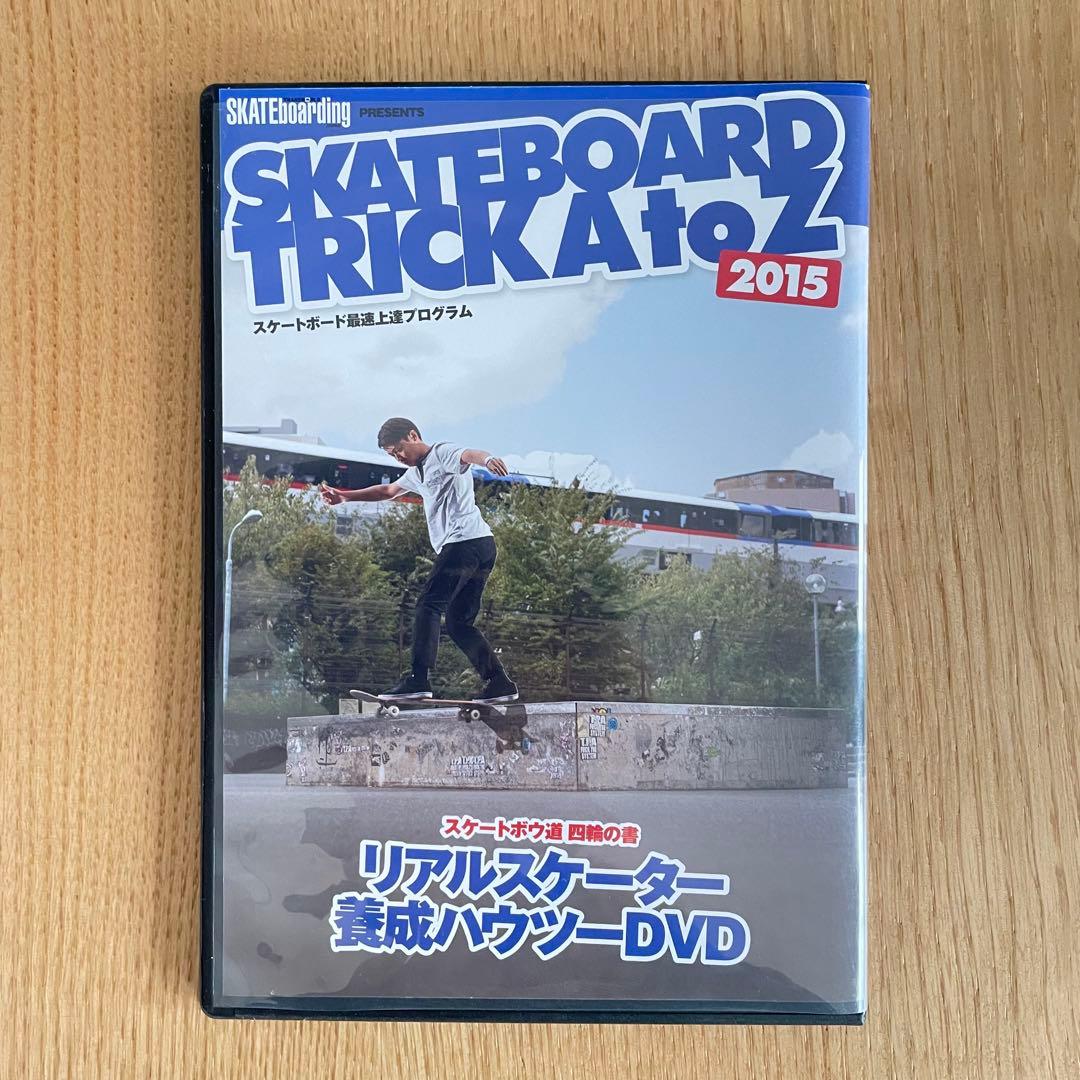 SKATEboarding PRESENTS
SKATEBOARD
TRICK A to Z
2015
スケートボード最速上達プログラム
スケートボウ道 四輪の書
リアルスケーター
養成ハウツーDVD